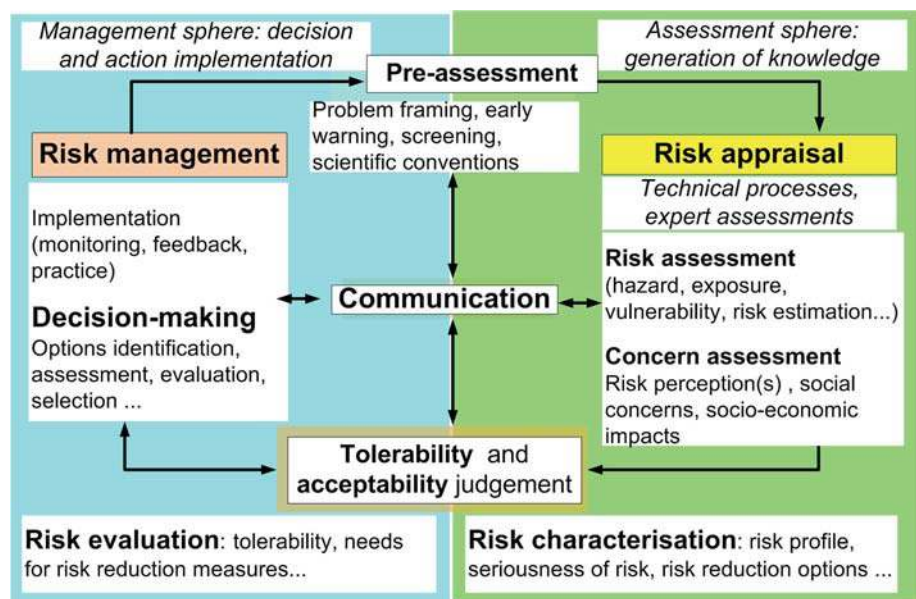 Management sphere: decision
and action implementation
Assessment sphere:
generation of knowledge
Pre-assessment
Problem framing, early
warning, screening,
scientific conventions
Risk management
Risk appraisal
Technical processes,
expert assessments
Implementation
(monitoring, feedback,
practice)
Decision-making
Options identification,
assessment, evaluation,
selection ...
Communication
Risk assessment
(hazard, exposure,
vulnerability, risk estimation...)
Concern assessment
Risk perception(s) , social
concerns, socio-economic
impacts
Tolerability and
acceptability judgement
Risk evaluation: tolerability, needs
for risk reduction measures...
Risk characterisation: risk profile,
seriousness of risk, risk reduction options ...